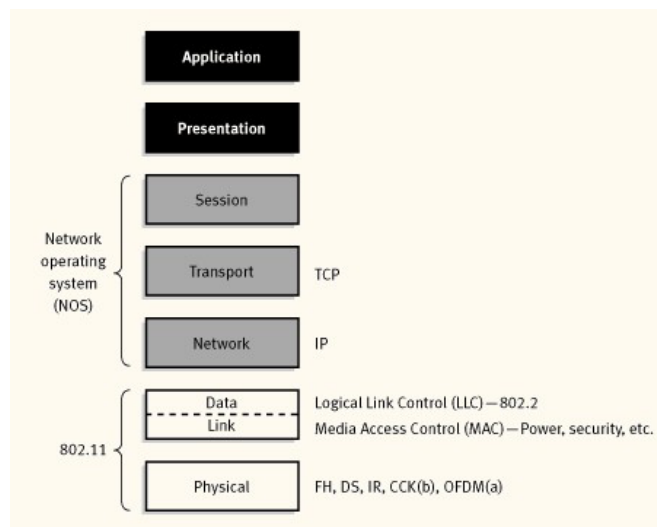 Application
Presentation
Session
Network
operating
system
(NOS)
Transport
TCP
Network
IP
802.11
Data
Logical Link Control (LLC)—802.2
Link
Media Access Control (MAC)—Power, security, etc.
Physical
FH, DS, IR, CCK(b), OFDM(a)